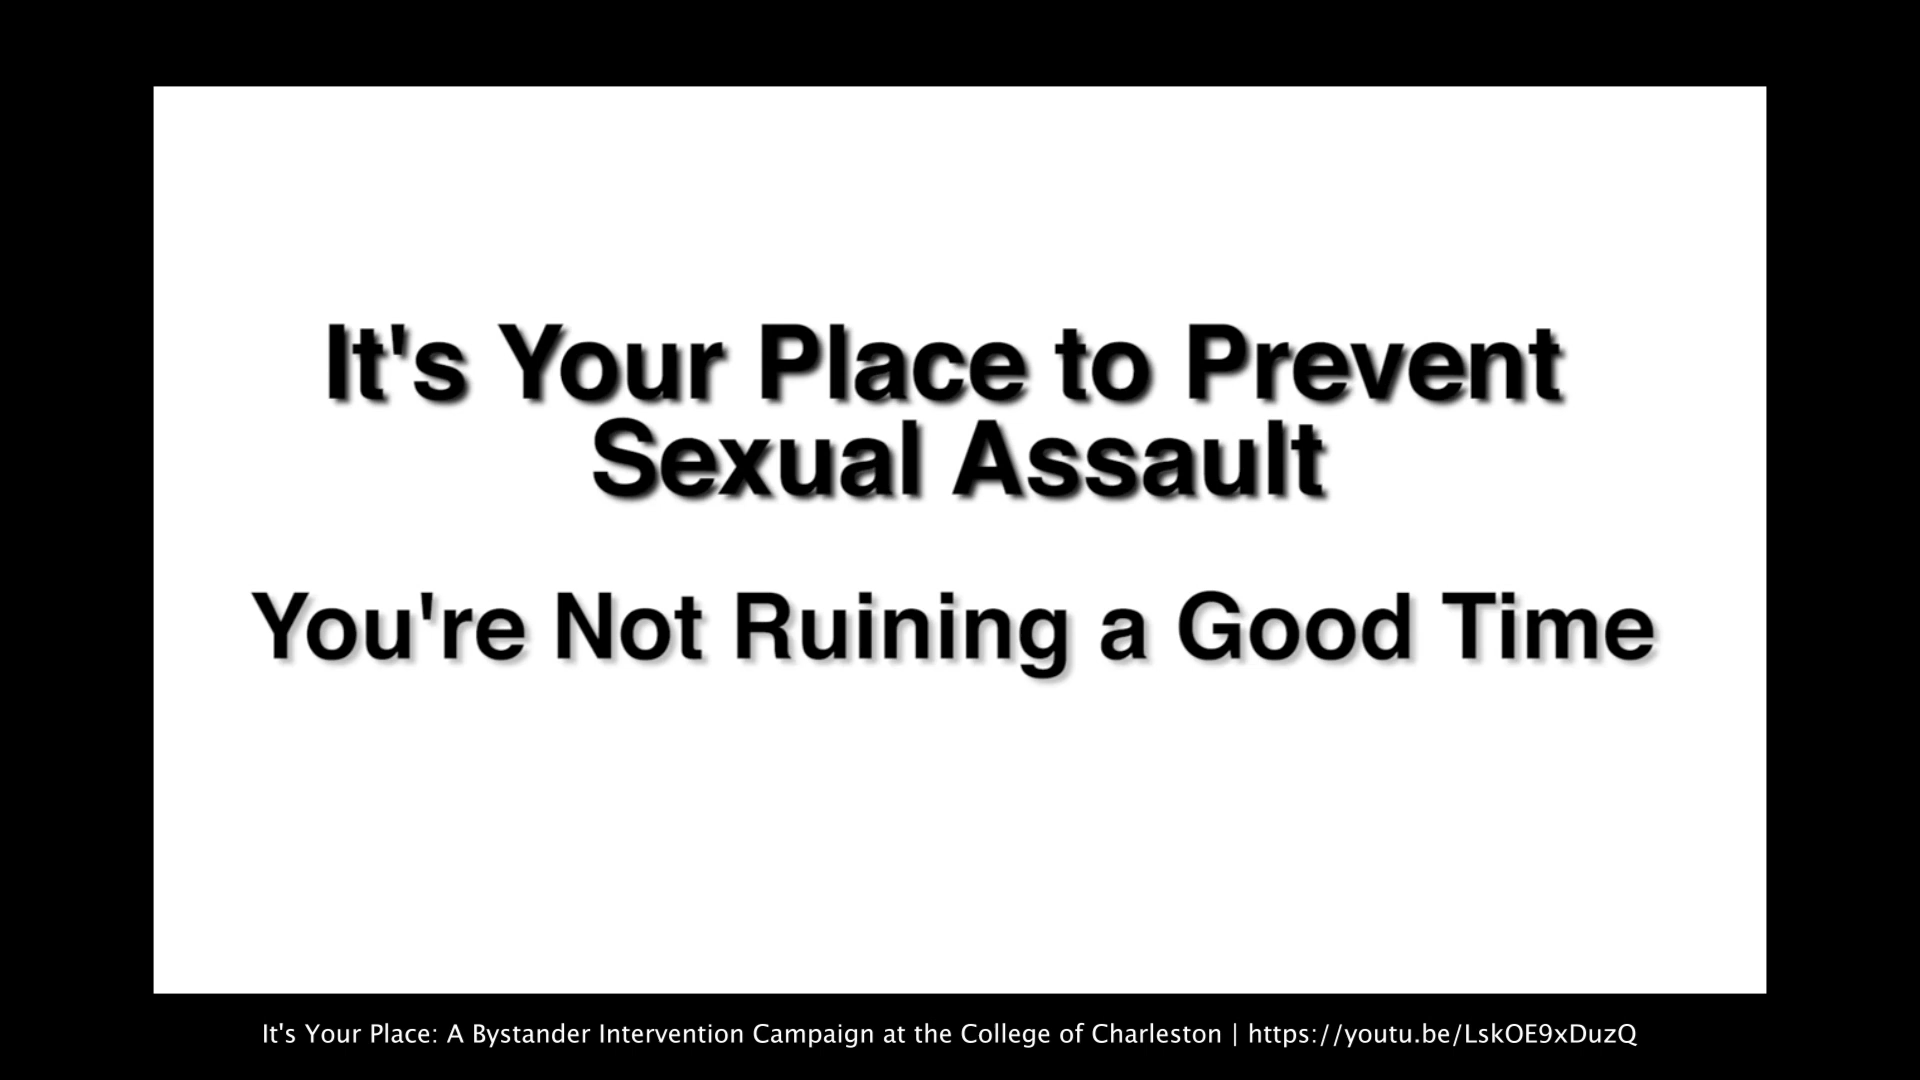 It's Your Place to Prevent
Sexual Assault
You're Not Ruining a Good Time
It's Your Place: A Bystander Intervention Campaign at the College of Charleston | https://youtu.be/LskOE9xDuzQ